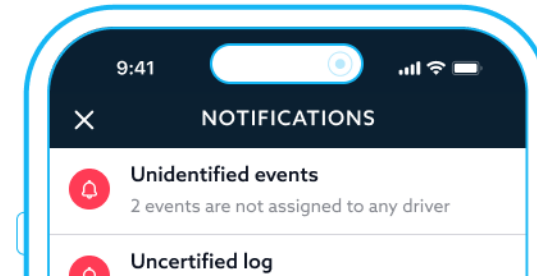 9:41
NOTIFICATIONS
Unidentified events
2 events are not assigned to any driver
Uncertified log